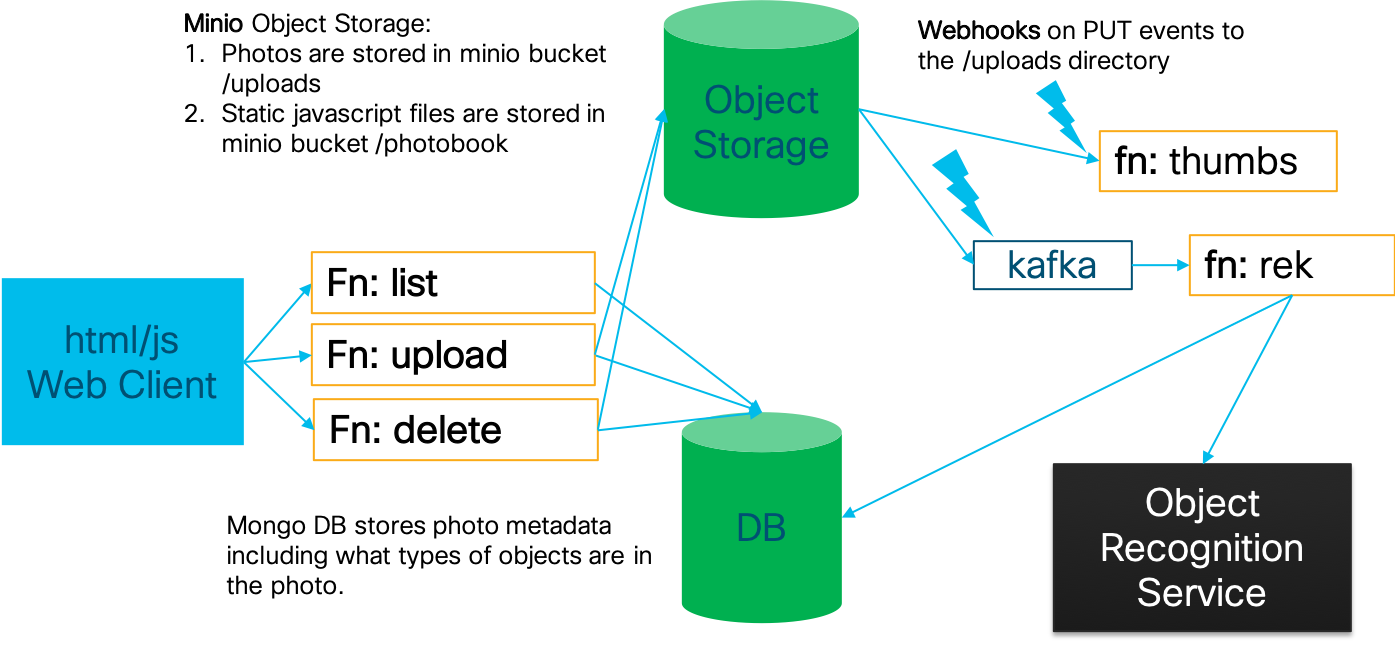 Minio Object Storage:
1. Photos are stored in minio bucket
/uploads
2. Static javascript files are stored in
minio bucket /photobook
Object
Storage
Webhooks on PUT events to
the /uploads directory
fn: thumbs
kafka
fn: rek
html/js
Web Client
Fn: list
Fn: upload
Fn: delete
Mongo DB stores photo metadata
including what types of objects are in
the photo.
DB
Object
Recognition
Service